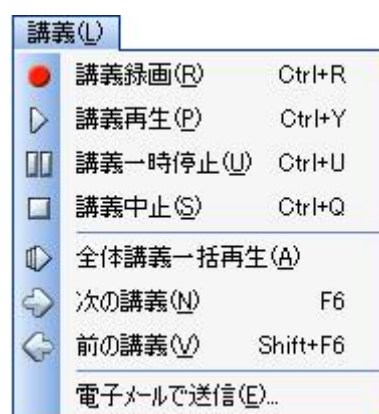 講義(L)
講義録画(R) Ctrl+R
講義再生(P) Ctrl+Y
講義一時停止(U) Ctrl+U
講義中止(S) Ctrl+Q
全体講義一括再生(A)
次の講義(N) F6
前の講義(V) Shift+F6
電子メールで送信(E)...